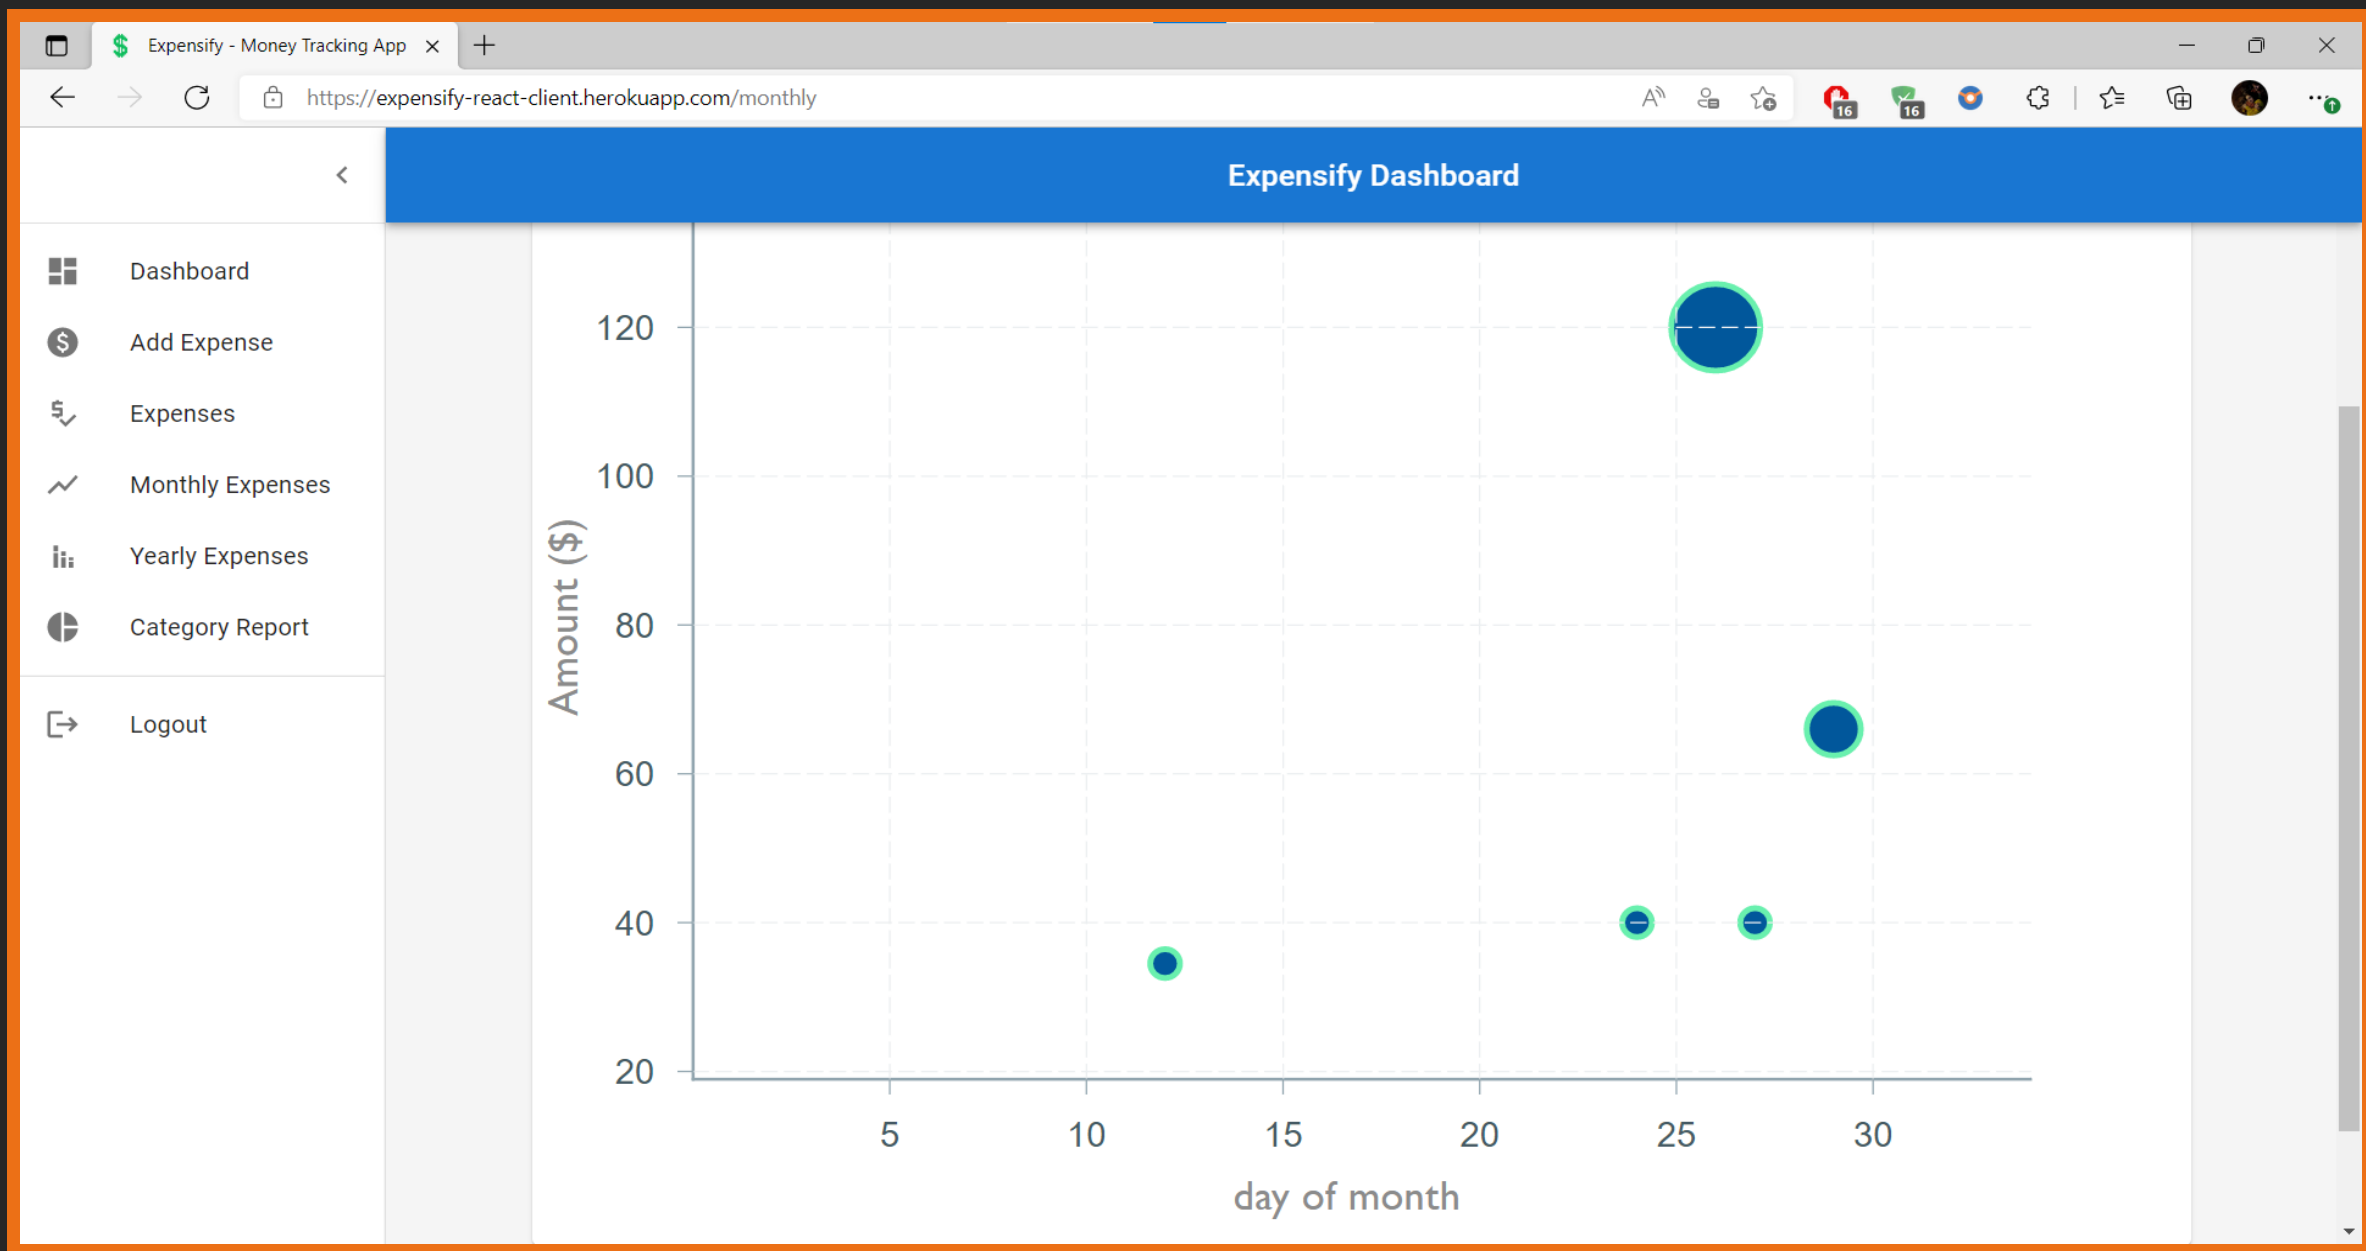 Expensify - Money Tracking App
https://expensify-react-client.herokuapp.com/monthly
16
16
Expensify Dashboard
Dashboard
Add Expense
Expenses
Monthly Expenses
Yearly Expenses
Category Report
Logout
Amount ($)
120
100
80
60
40
20
5 10 15 20 25 30
day of month